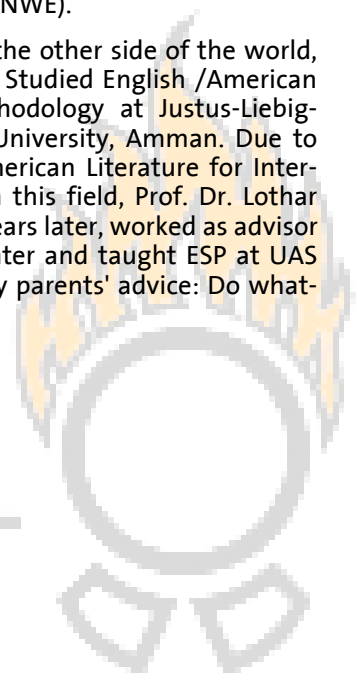 NWE).
the other side of the world,
Studied English /American
hodology at Justus-Liebig-
University, Amman. Due to
nerican Literature for Inter-
this field, Prof. Dr. Lothar
ears later, worked as advisor
nter and taught ESP at UAS
y parents' advice: Do what-